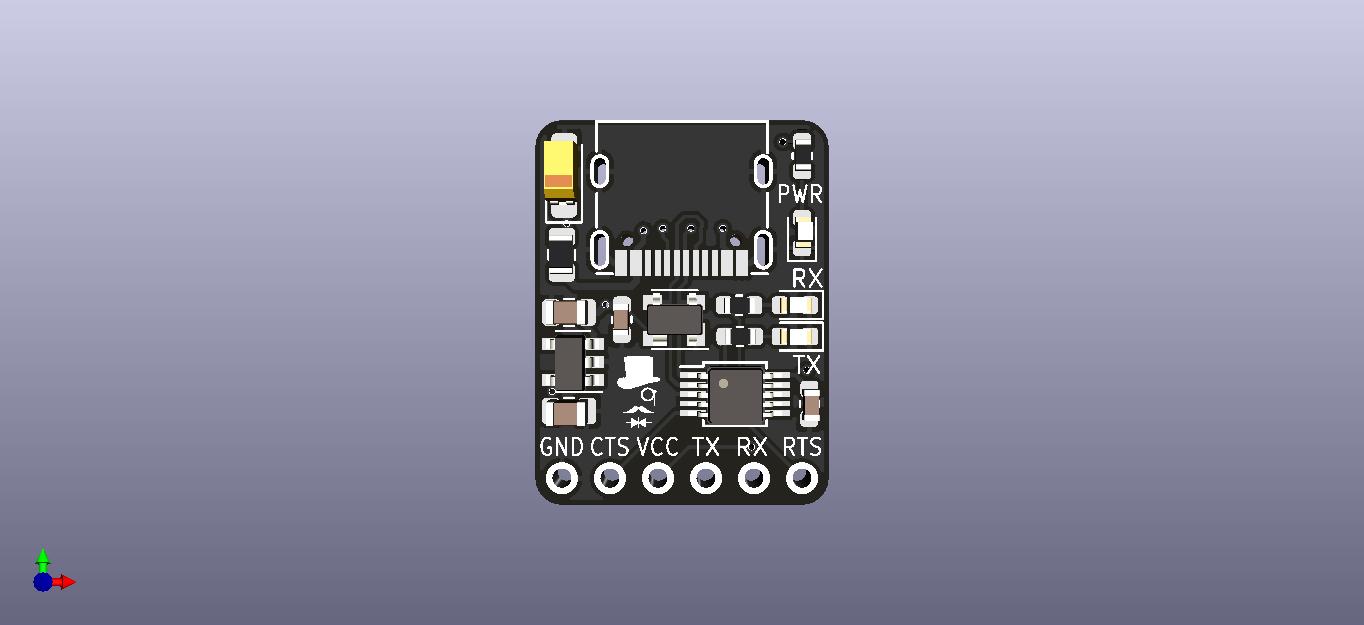 PWR
RX
TX
GND CTS VCC TX RX RTS